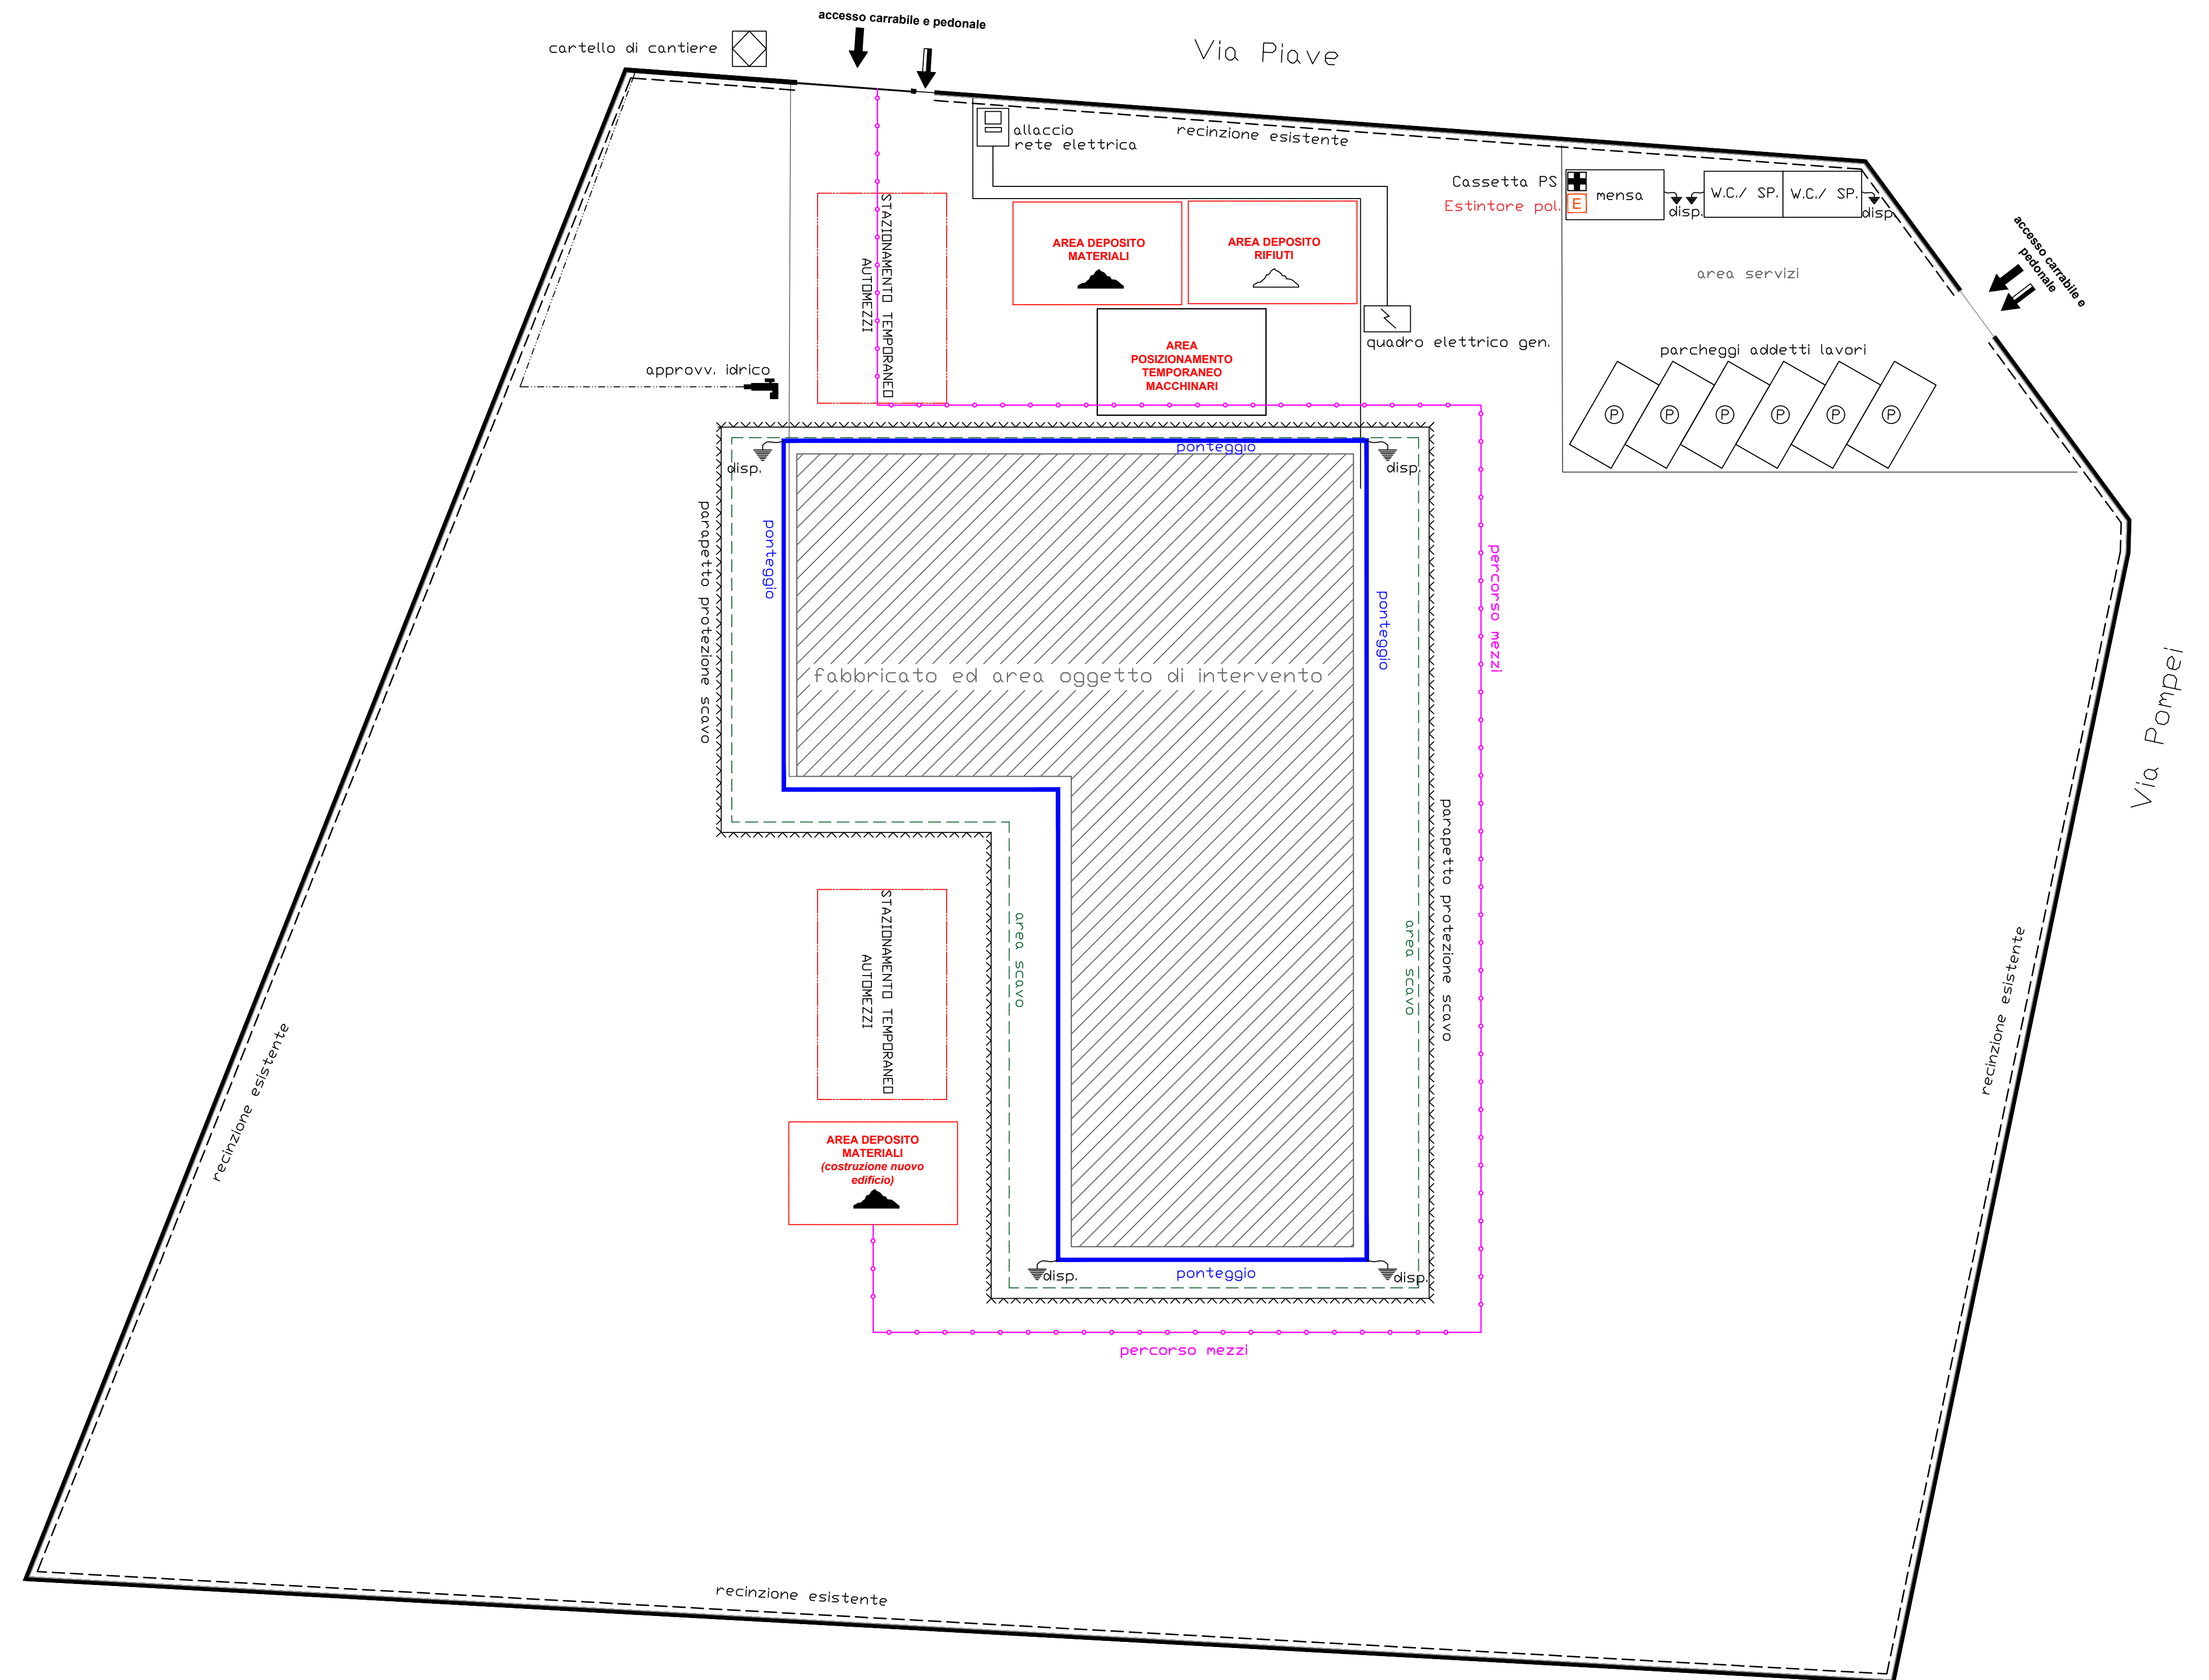 accesso carrabile e pedonale
cartello di cantiere
Via Piave
allaccio
rete elettrica
recinzione esistente
Cassetta PS
Estintore pol.
E
mensa
disp.
W.C./ SP.
W.C./ SP.
disp.
accesso carrabile e
pedonale
STAZIONAMENTO TEMPORANEO
AUTOMEZZI
AREA DEPOSITO
MATERIALI
AREA DEPOSITO
RIFIUTI
area servizi
AREA
POSIZIONAMENTO
TEMPORANEO
MACCHINARI
quadro elettrico gen.
parcheggi addetti lavori
P
P
P
P
P
P
approvv. idrico
disp.
ponteggio
disp.
parapetto protezione scavo
ponteggio
ponteggio
percorso mezzi
fabbricato ed area oggetto di intervento
Via Pompei
parapetto protezione scavo
STAZIONAMENTO TEMPORANEO
AUTOMEZZI
area scavo
area scavo
recinzione esistente
recinzione esistente
AREA DEPOSITO
MATERIALI
(costruzione nuovo
edificio)
disp.
ponteggio
disp.
percorso mezzi
recinzione esistente